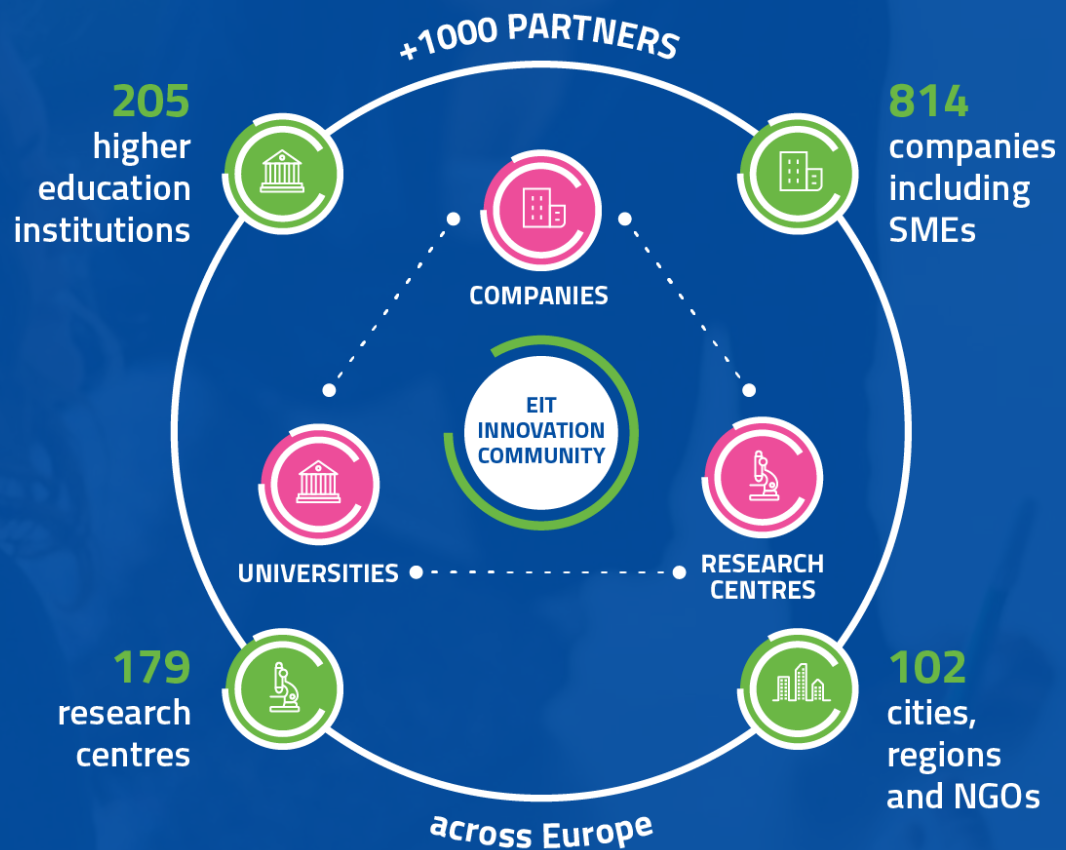 +1000 PARTNERS
205
higher
education
institutions
814
companies
including
SMEs
COMPANIES
EIT
INNOVATION
COMMUNITY
UNIVERSITIES
RESEARCH
CENTRES
179
research
centres
102
cities,
regions
and NGOs
across Europe